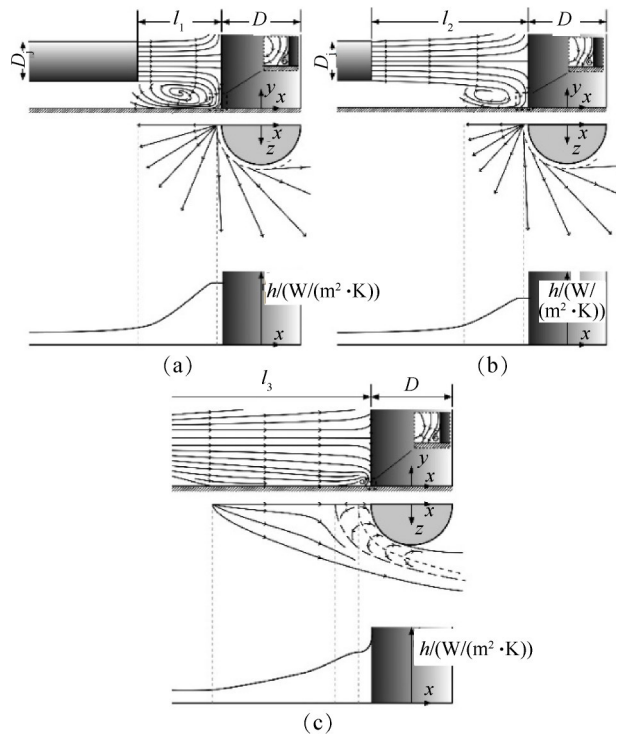 l₁ D l₂ D
Dⱼ Dⱼ
y x y x
x z x z
h/(W/(m² •K)) h/(W/
(m² •K))
x x
(a) (b)
l₃ D
y x
x z
h/(W/(m² •K))
x
(c)